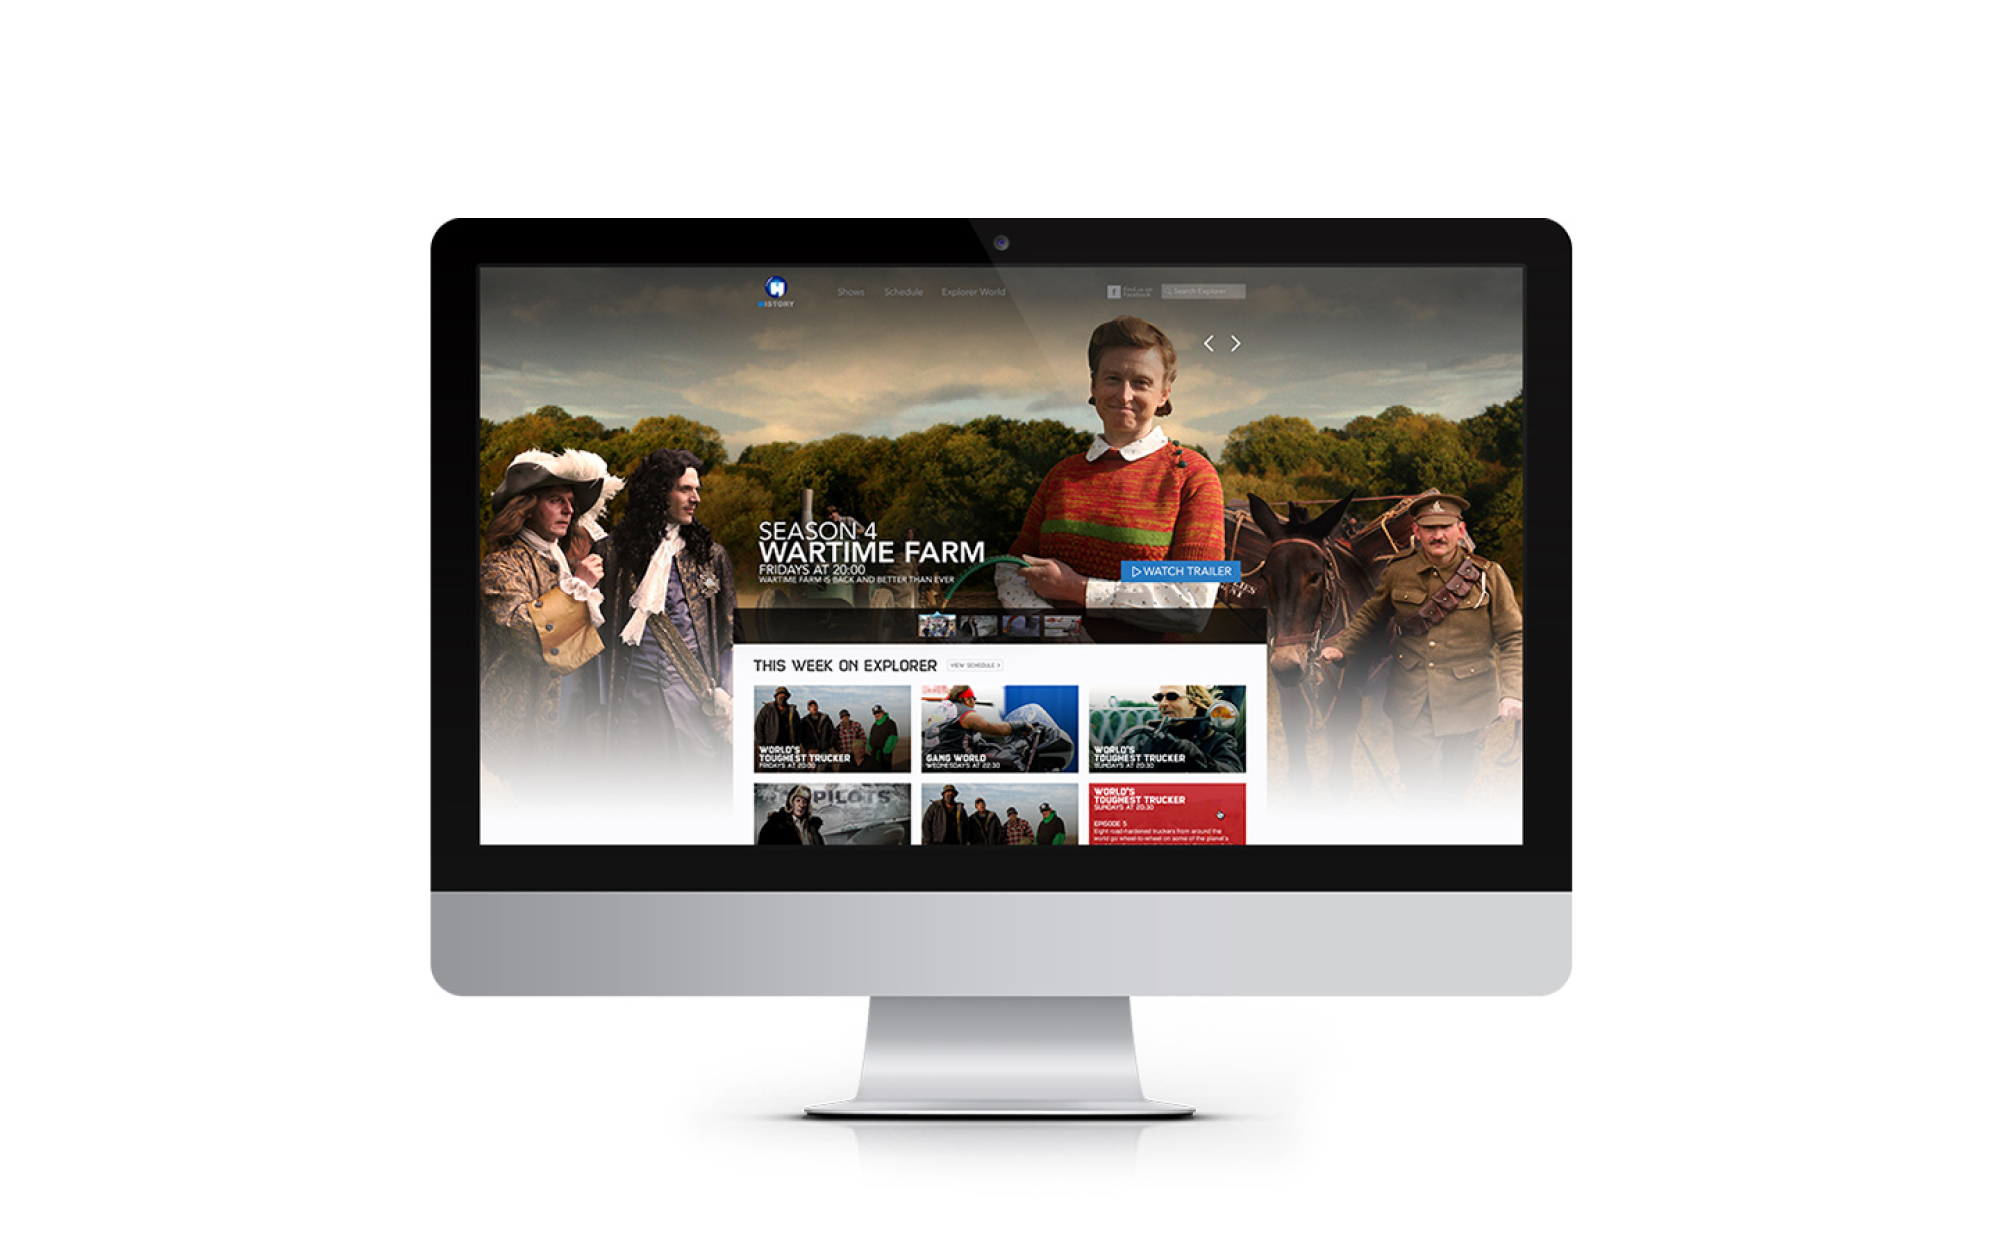 HISTORY
Shows
Schedule
Explorer World
f
Find us on
Facebook
Search Explorer
SEASON 4
WARTIME FARM
FRIDAYS AT 20:00
WARTIME FARM IS BACK AND BETTER THAN EVER
WATCH TRAILER
THIS WEEK ON EXPLORER
VIEW SCHEDULE >
WORLD'S
TOUGHEST TRUCKER
FRIDAYS AT 20:00
GANG WORLD
WEDNESDAYS AT 22:30
WORLD'S
TOUGHEST TRUCKER
SUNDAYS AT 20:30
PILOTS
WORLD'S
TOUGHEST TRUCKER
SUNDAYS AT 20:30
EPISODE 5
Eight road-hardened truckers from around the
world go wheel-to-wheel on some of the planet's